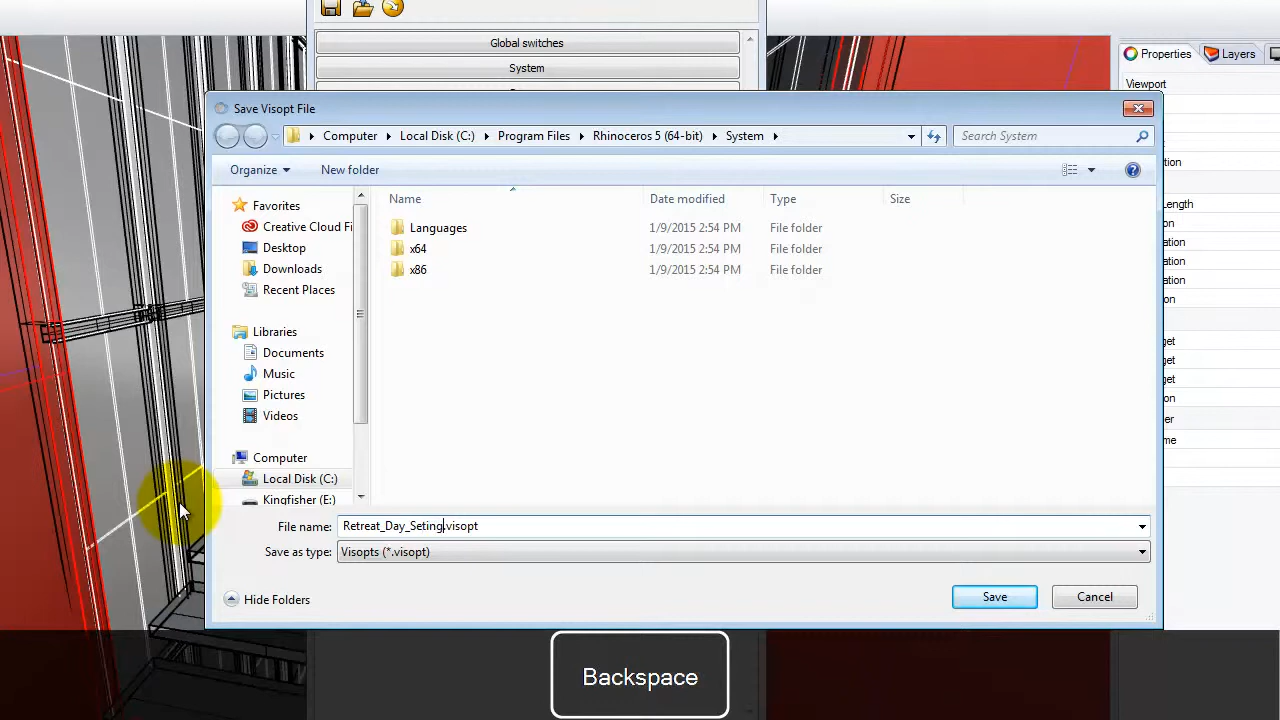 Global switches
System
Properties
Layers
Viewport
Save Visopt File
Computer
Local Disk (C:)
Program Files
Rhinoceros 5 (64-bit)
System
Search System
Organize
New folder
Name
Date modified
Type
Size
Favorites
Creative Cloud Fi
Desktop
Downloads
Recent Places
Libraries
Documents
Music
Pictures
Videos
Computer
Local Disk (C:)
Kingfisher (E:)
Languages
1/9/2015 2:54 PM
File folder
x64
1/9/2015 2:54 PM
File folder
x86
1/9/2015 2:54 PM
File folder
Length
File name:
Retreat_Day_Seting.visopt
Save as type:
Visopts (*.visopt)
Hide Folders
Save
Cancel
Backspace